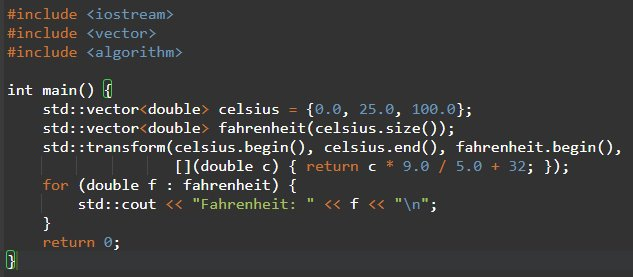 #include <iostream>
#include <vector>
#include <algorithm>

int main() {
    std::vector<double> celsius = {0.0, 25.0, 100.0};
    std::vector<double> fahrenheit(celsius.size());
    std::transform(celsius.begin(), celsius.end(), fahrenheit.begin(),
                   [](double c) { return c * 9.0 / 5.0 + 32; });
    for (double f : fahrenheit) {
        std::cout << "Fahrenheit: " << f << "\n";
    }
    return 0;
}